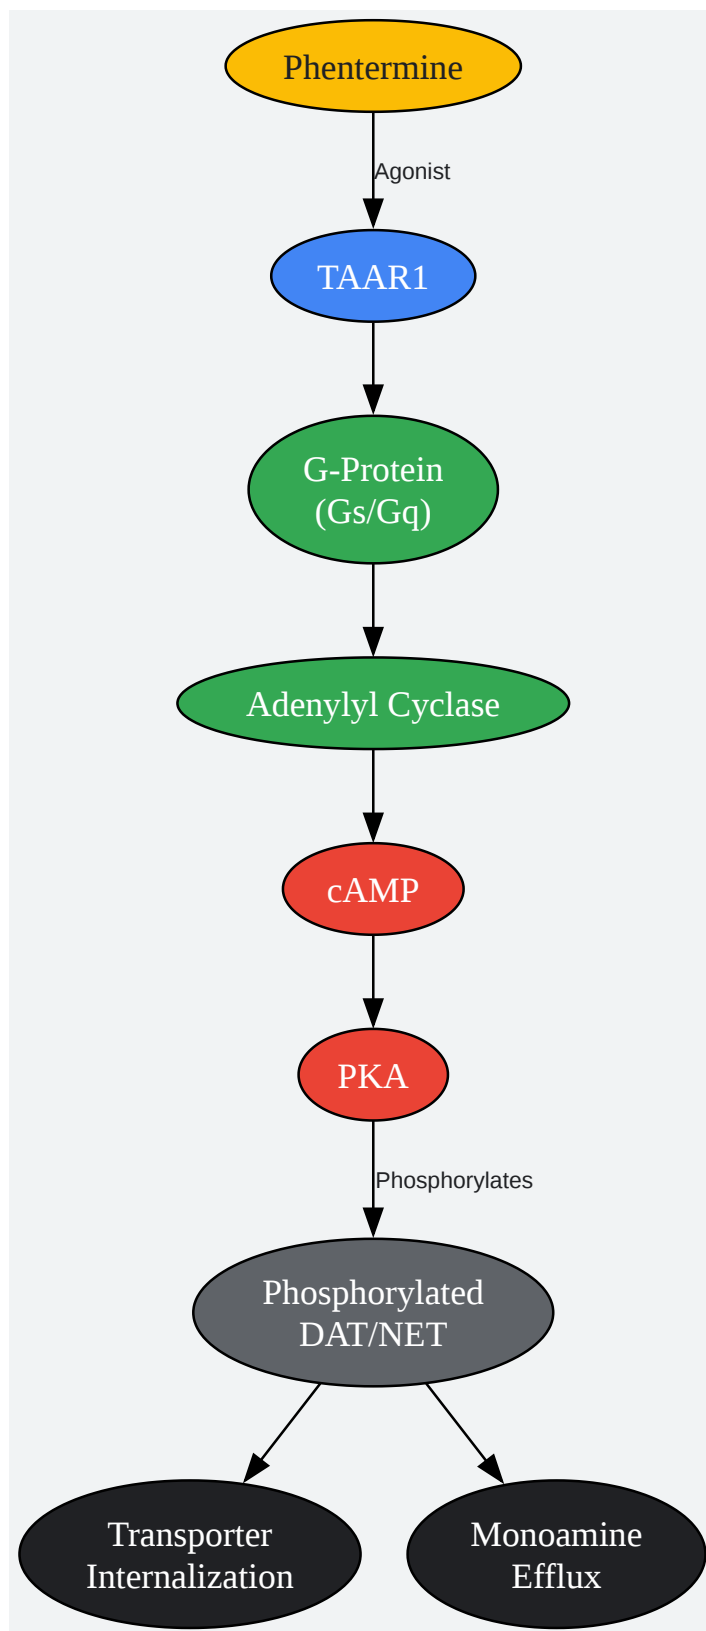 Phentermine
Agonist
TAAR1
G-Protein
(Gs/Gq)
Adenylyl Cyclase
cAMP
PKA
Phosphorylates
Phosphorylated
DAT/NET
Transporter
Internalization
Monoamine
Efflux